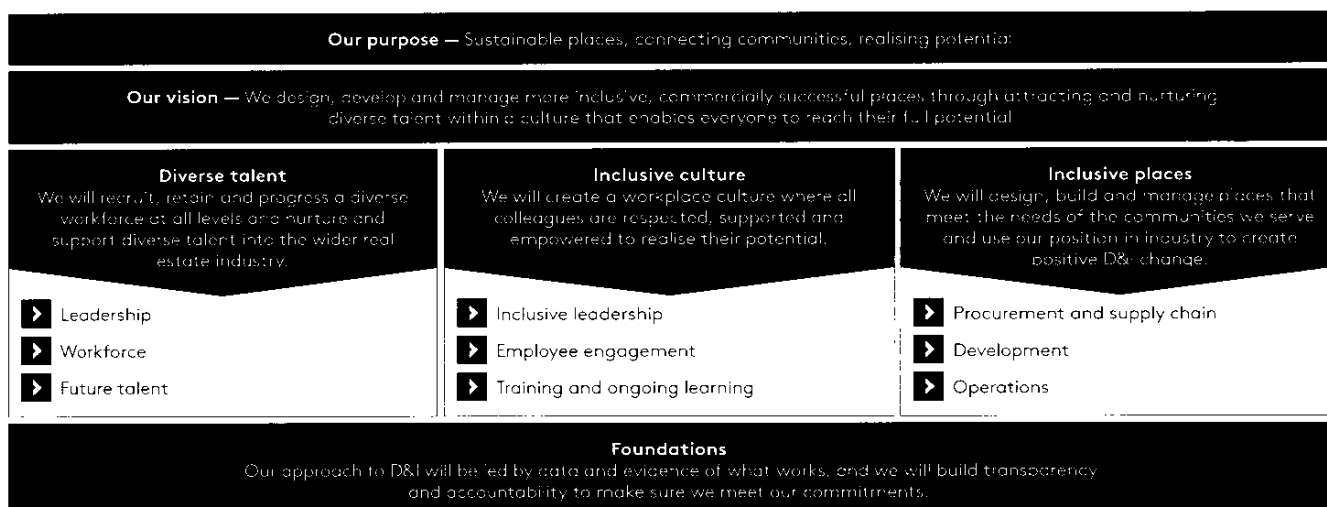 Our purpose — Sustainable places, connecting communities, realising potential
Our vision — We design, develop and manage more inclusive, commercially successful places through attracting and nurturing
diverse talent within a culture that enables everyone to reach their full potential
Diverse talent
We will recruit, retain and progress a diverse
workforce at all levels and nurture and
support diverse talent into the wider real
estate industry.
Leadership
Workforce
Future talent
Inclusive culture
We will create a workplace culture where all
colleagues are respected, supported and
empowered to realise their potential.
Inclusive leadership
Employee engagement
Training and ongoing learning
Inclusive places
We will design, build and manage places that
meet the needs of the communities we serve
and use our position in industry to create
positive D&I change.
Procurement and supply chain
Development
Operations
Foundations
Our approach to D&I will be led by data and evidence of what works, and we will build transparency
and accountability to make sure we meet our commitments.